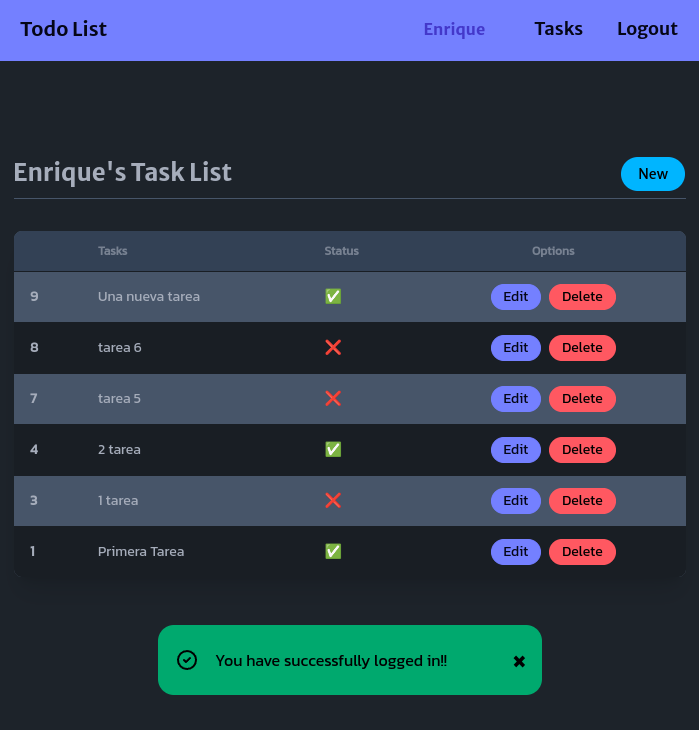 Todo List Enrique Tasks Logout
Enrique's Task List New
Tasks Status Options
9 Una nueva tarea ✅ Edit Delete
8 tarea 6 ❌ Edit Delete
7 tarea 5 ❌ Edit Delete
4 2 tarea ✅ Edit Delete
3 1 tarea ❌ Edit Delete
1 Primera Tarea ✅ Edit Delete
You have successfully logged in!! ✖